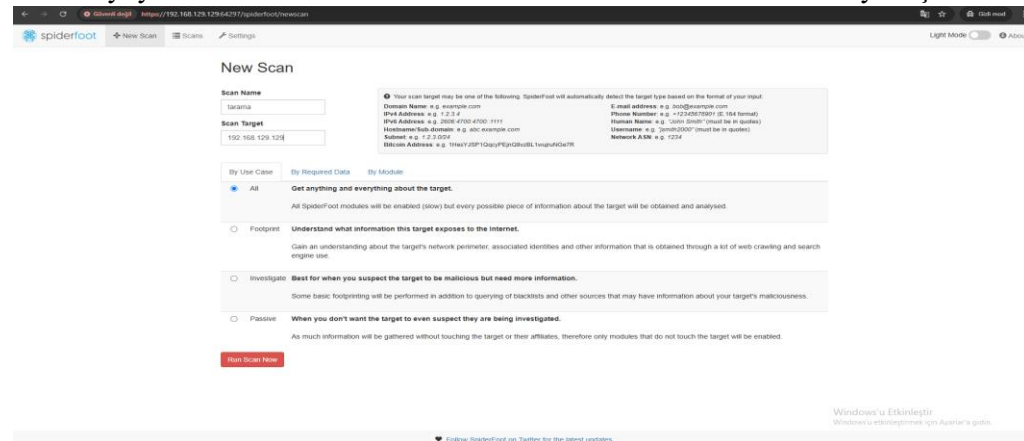 Güvenli değil https://192.168.129.129:64297/spiderfoot/newscan Gizli mod
spiderfoot New Scan Scans Settings Light Mode About
New Scan
Scan Name
tarama
Scan Target
192.168.129.129
Your scan target may be one of the following. SpiderFoot will automatically detect the target type based on the format of your input.
Domain Name: e.g. example.com
IPv4 Address: e.g. 1.2.3.4
IPv6 Address: e.g. 2606:4700:4700::1111
Hostname/Sub-domain: e.g. abc.example.com
Subnet: e.g. 1.2.3.0/24
Bitcoin Address: e.g.
E-mail address: e.g. bob@example.com
Phone Number: e.g. +12345678901 (E.164 format)
Human Name: e.g. "John Smith" (must be in quotes)
Username: e.g. "jsmith2000" (must be in quotes)
Network ASN: e.g. 1234
By Use Case By Required Data By Module
All Get anything and everything about the target.
All SpiderFoot modules will be enabled (slow) but every possible piece of information about the target will be obtained and analysed.
Footprint Understand what information this target exposes to the Internet.
Gain an understanding about the target's network perimeter, associated identities and other information that is obtained through a lot of web crawling and search
engine use.
Investigate Best for when you suspect the target to be malicious but need more information.
Some basic footprinting will be performed in addition to querying of blacklists and other sources that may have information about your target's maliciousness.
Passive When you don't want the target to even suspect they are being investigated.
As much information will be gathered without touching the target or their affiliates, therefore only modules that do not touch the target will be enabled.
Run Scan Now
Windows'u Etkinleştir
Windows'u etkinleştirmek için Ayarlar'a gidin.
Follow SpiderFoot on Twitter for the latest updates.